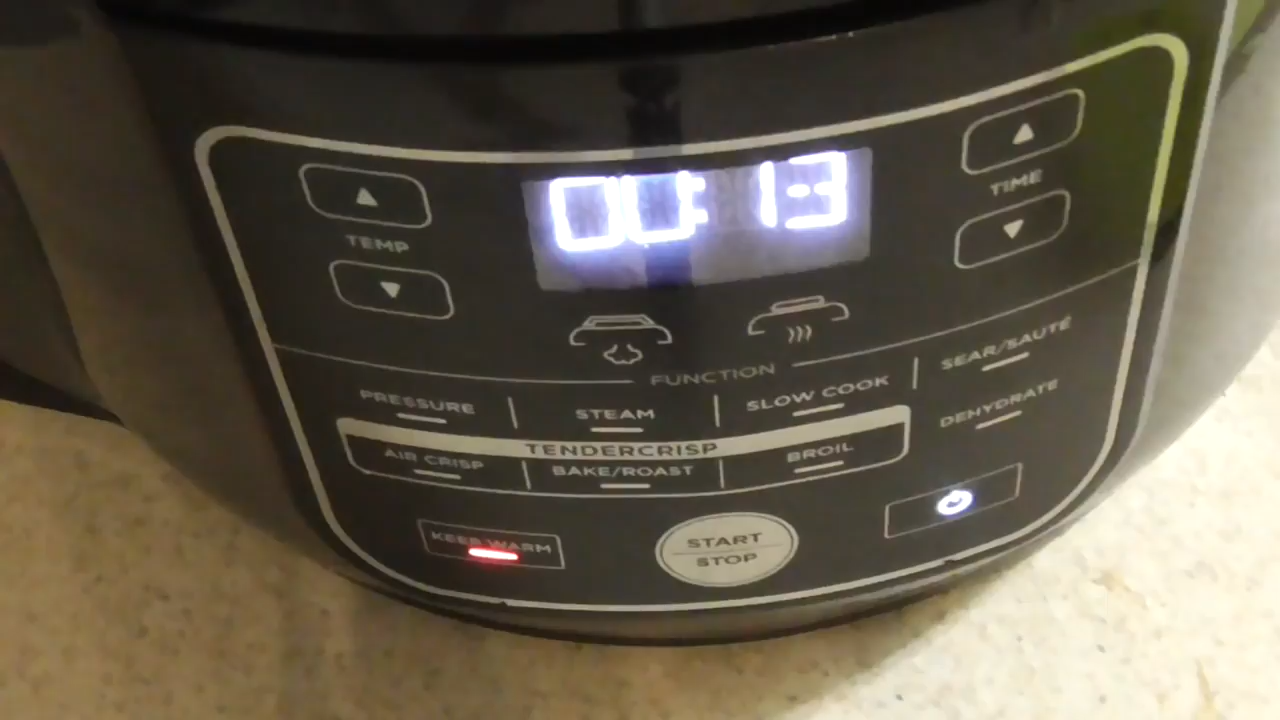 00:13
TEMP
TIME
FUNCTION
PRESSURE
STEAM
SLOW COOK
SEAR/SAUTÉ
TENDERCRISP
AIR CRISP
BAKE/ROAST
BROIL
DEHYDRATE
KEEP WARM
START
STOP